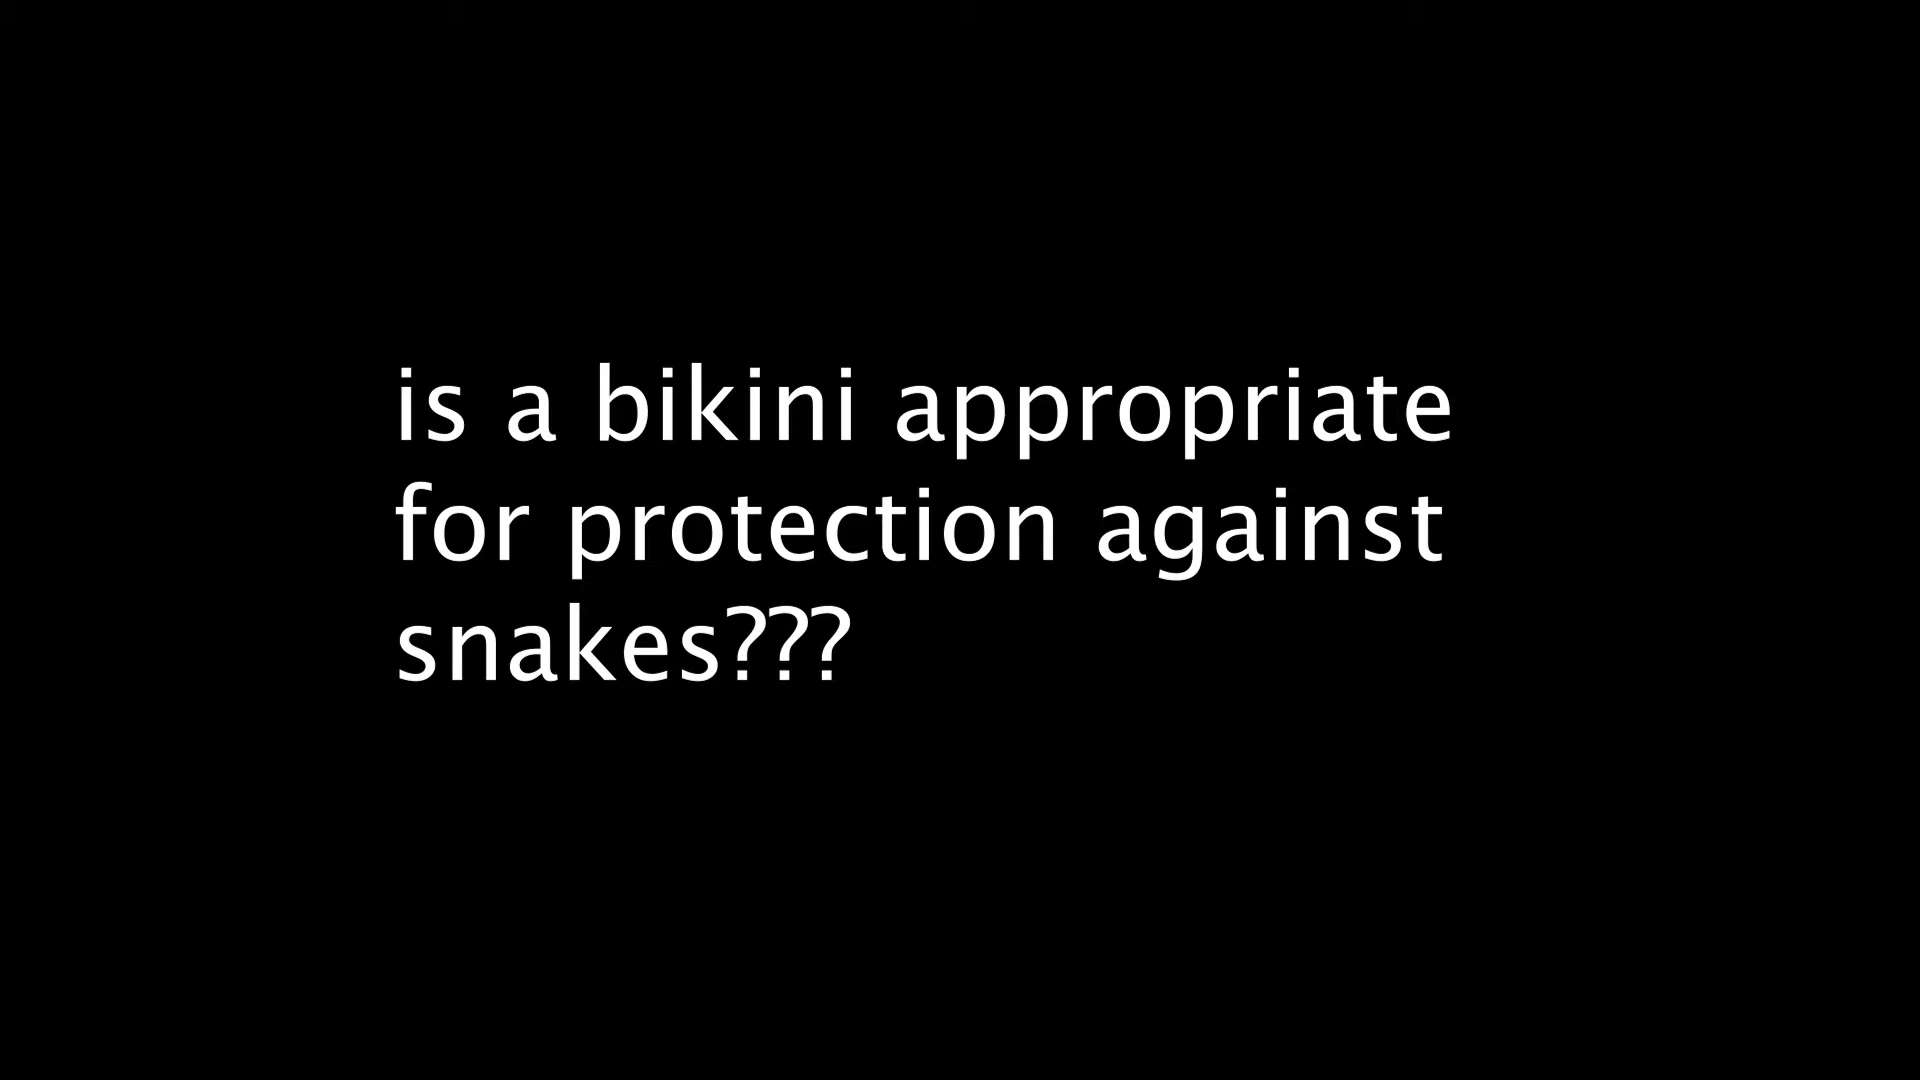 is a bikini appropriate
for protection against
snakes???